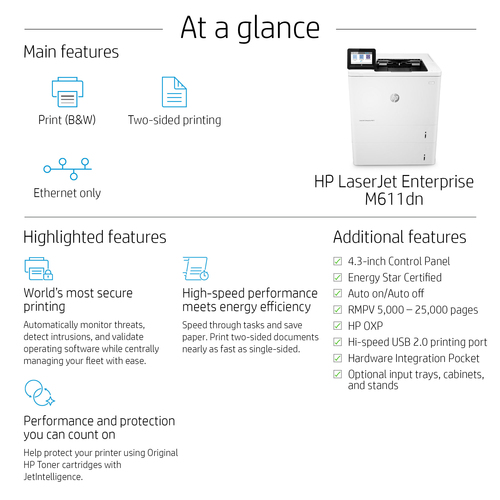 At a glance
Main features
Print (B&W)
Two-sided printing
Ethernet only
hp
HP LaserJet Enterprise
M611dn
Highlighted features
World's most secure
printing
Automatically monitor threats,
detect intrusions, and validate
operating software while centrally
managing your fleet with ease.
High-speed performance
meets energy efficiency
Speed through tasks and save
paper. Print two-sided documents
nearly as fast as single-sided.
Performance and protection
you can count on
Help protect your printer using Original
HP Toner cartridges with
JetIntelligence.
Additional features
4.3-inch Control Panel
Energy Star Certified
Auto on/Auto off
RMPV 5,000 – 25,000 pages
HP OXP
Hi-speed USB 2.0 printing port
Hardware Integration Pocket
Optional input trays, cabinets,
and stands